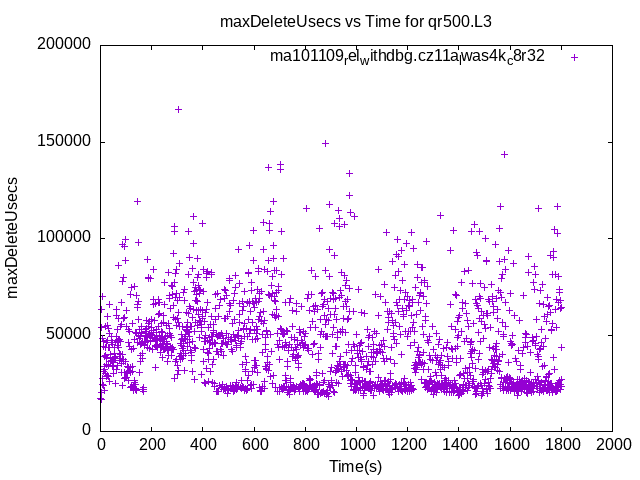 maxDeleteUsecs vs Time for qr500.L3
ma101109relwithdbg.cz11alwas4kc8r32
200000
150000
100000
50000
0
maxDeleteUsecs
0 200 400 600 800 1000 1200 1400 1600 1800 2000
Time(s)